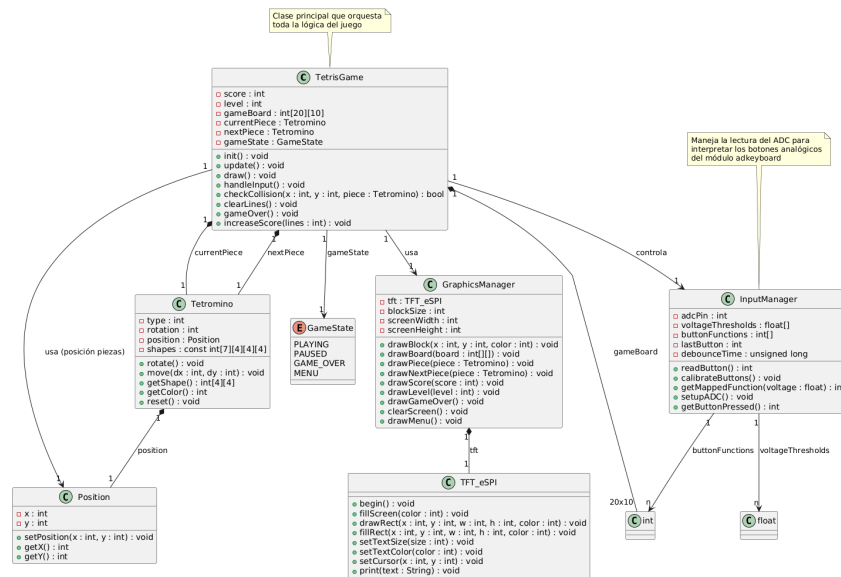 Clase principal que orquesta
toda la lógica del juego
C TetrisGame
score : int
level : int
gameBoard : int[20][10]
currentPiece : Tetromino
nextPiece : Tetromino
gameState : GameState
init() : void
update() : void
draw() : void
handleInput() : void
checkCollision(x : int, y : int, piece : Tetromino) : bool
clearLines() : void
gameOver() : void
increaseScore(lines : int) : void
Maneja la lectura del ADC para
interpretar los botones analógicos
del módulo adkeyboard
1
1
1
1
1
1
1
currentPiece
nextPiece
gameState
usa
controla
1
1
1
1
1
C Tetromino
type : int
rotation : int
position : Position
shapes : const int[7][4][4][4]
rotate() : void
move(dx : int, dy : int) : void
getShape() : int[4][4]
getColor() : int
reset() : void
E GameState
PLAYING
PAUSED
GAME_OVER
MENU
C GraphicsManager
tft : TFT_eSPI
blockSize : int
screenWidth : int
screenHeight : int
drawBlock(x : int, y : int, color : int) : void
drawBoard(board : int[][]) : void
drawPiece(piece : Tetromino) : void
drawNextPiece(piece : Tetromino) : void
drawScore(score : int) : void
drawLevel(level : int) : void
drawGameOver() : void
clearScreen() : void
drawMenu() : void
C InputManager
adcPin : int
voltageThresholds : float[]
buttonFunctions : int[]
lastButton : int
debounceTime : unsigned long
readButton() : int
calibrateButtons() : void
getMappedFunction(voltage : float) : int
setupADC() : void
getButtonPressed() : int
usa (posición piezas)
gameBoard
1
position
1
tft
1
1
buttonFunctions
voltageThresholds
1
1
1
20x10
n
n
C Position
x : int
y : int
setPosition(x : int, y : int) : void
getX() : int
getY() : int
C TFT_eSPI
begin() : void
fillScreen(color : int) : void
drawRect(x : int, y : int, w : int, h : int, color : int) : void
fillRect(x : int, y : int, w : int, h : int, color : int) : void
setTextSize(size : int) : void
setTextColor(color : int) : void
setCursor(x : int, y : int) : void
print(text : String) : void
C int
C float